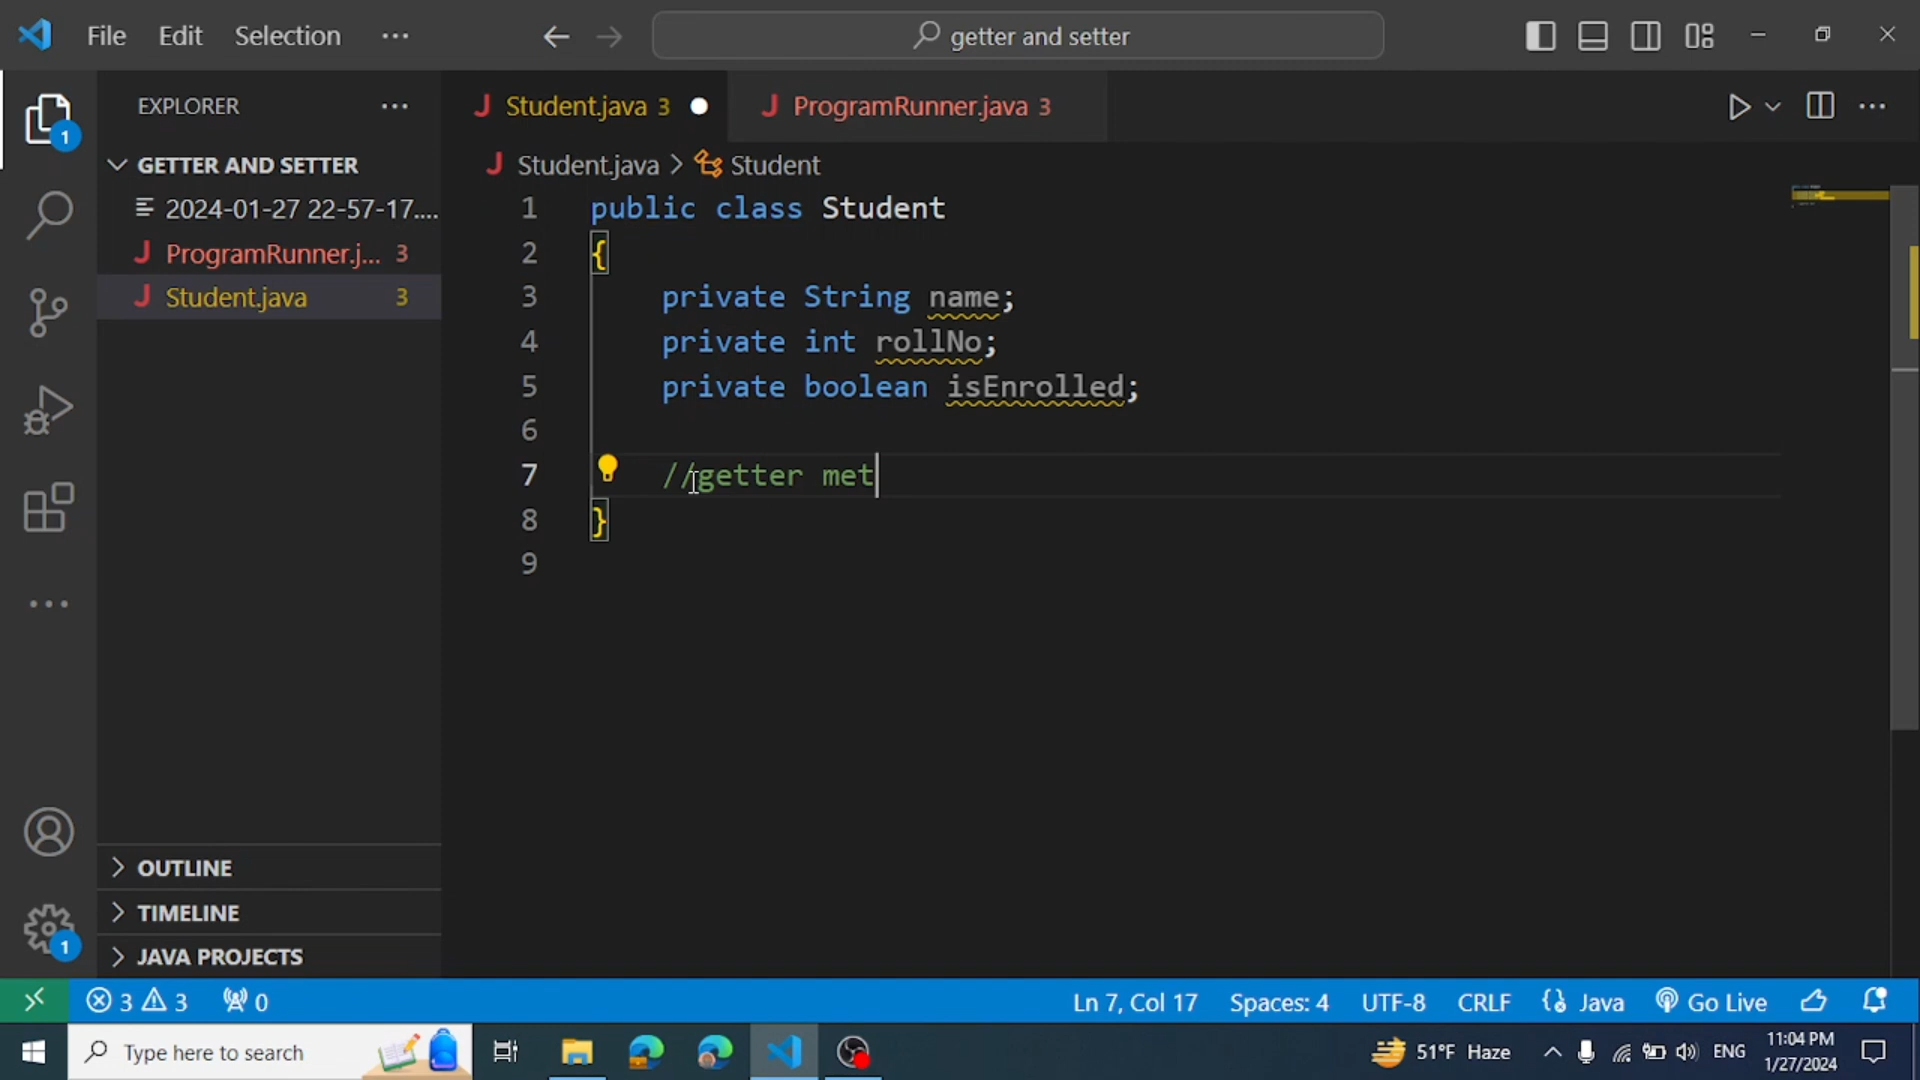 File Edit Selection ··· getter and setter
EXPLORER ···
Student.java 3
ProgramRunner.java 3
1
GETTER AND SETTER
2024-01-27 22-57-17....
ProgramRunner.j... 3
Student.java 3
Student.java > Student
1 public class Student
2 {
3 private String name;
4 private int rollNo;
5 private boolean isEnrolled;
6
7 //getter met
8 }
9
OUTLINE
TIMELINE
JAVA PROJECTS
1
3 3 0 Ln 7, Col 17 Spaces: 4 UTF-8 CRLF Java Go Live
Type here to search 51°F Haze ENG 11:04 PM
1/27/2024